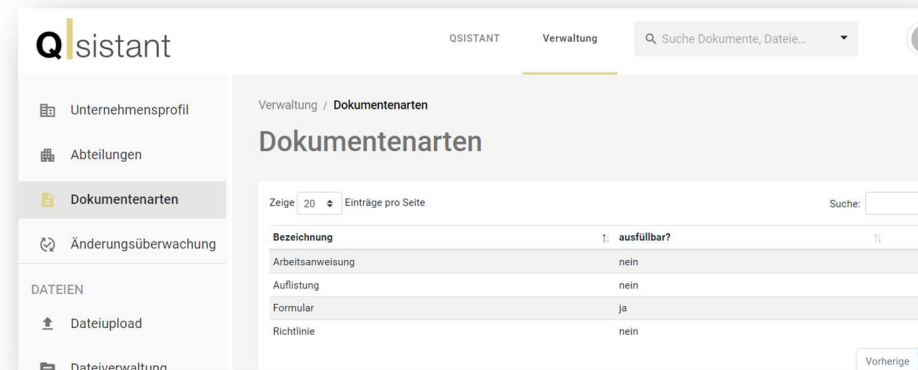 Qsistant
QSISTANT
Verwaltung
Suche Dokumente, Dateie...
Unternehmensprofil
Abteilungen
Dokumentenarten
Änderungsüberwachung
DATEIEN
Dateiupload
Dateiverwaltung
Verwaltung / Dokumentenarten
Dokumentenarten
Zeige 20 Einträge pro Seite
Suche:
Bezeichnung ausfüllbar?
Arbeitsanweisung nein
Auflistung nein
Formular ja
Richtlinie nein
Vorherige